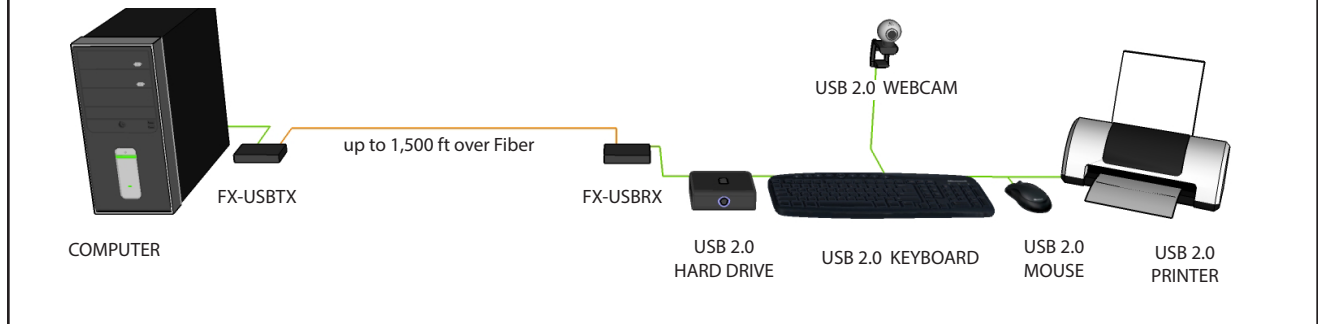 USB 2.0 WEBCAM
up to 1,500 ft over Fiber
FX-USBTX
FX-USBRX
COMPUTER
USB 2.0
HARD DRIVE
USB 2.0 KEYBOARD
USB 2.0
MOUSE
USB 2.0
PRINTER